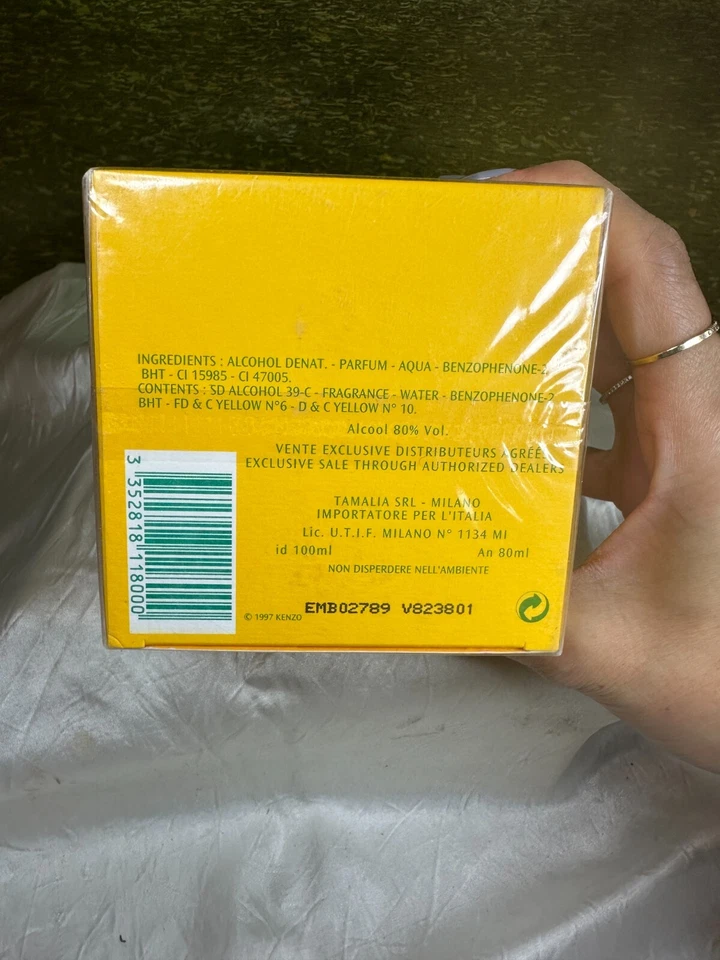 INGREDIENTS : ALCOHOL DENAT. - PARFUM - AQUA - BENZOPHENONE-2,
BHT - CI 15985 - CI 47005.
CONTENTS : SD ALCOHOL 39-C - FRAGRANCE - WATER - BENZOPHENONE-2
BHT - FD & C YELLOW N°6 - D & C YELLOW N° 10.
Alcool 80% Vol.
VENTE EXCLUSIVE DISTRIBUTEURS AGRÉÉS
EXCLUSIVE SALE THROUGH AUTHORIZED DEALERS
TAMALIA SRL - MILANO
IMPORTATORE PER L'ITALIA
Lic. U.T.I.F. MILANO N° 1134 MI
id 100ml An 80ml
NON DISPERDERE NELL'AMBIENTE
EMB02789 V823801
© 1997 KENZO
3 352818 118000